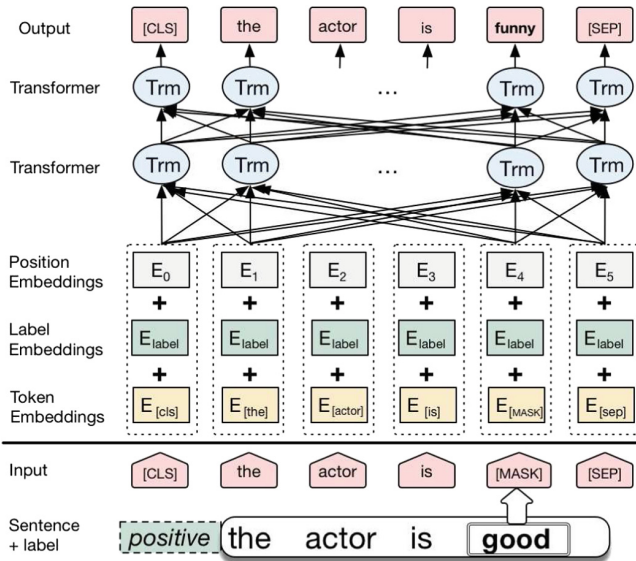 Output [CLS] the actor is funny [SEP]
Transformer Trm Trm ... Trm Trm
Transformer Trm Trm ... Trm Trm
Position Embeddings E0 E1 E2 E3 E4 E5
+ + + + + +
Label Embeddings Elabel Elabel Elabel Elabel Elabel Elabel
+ + + + + +
Token Embeddings E[cls] E[the] E[actor] E[is] E[MASK] E[sep]
Input [CLS] the actor is [MASK] [SEP]
Sentence + label positive the actor is good